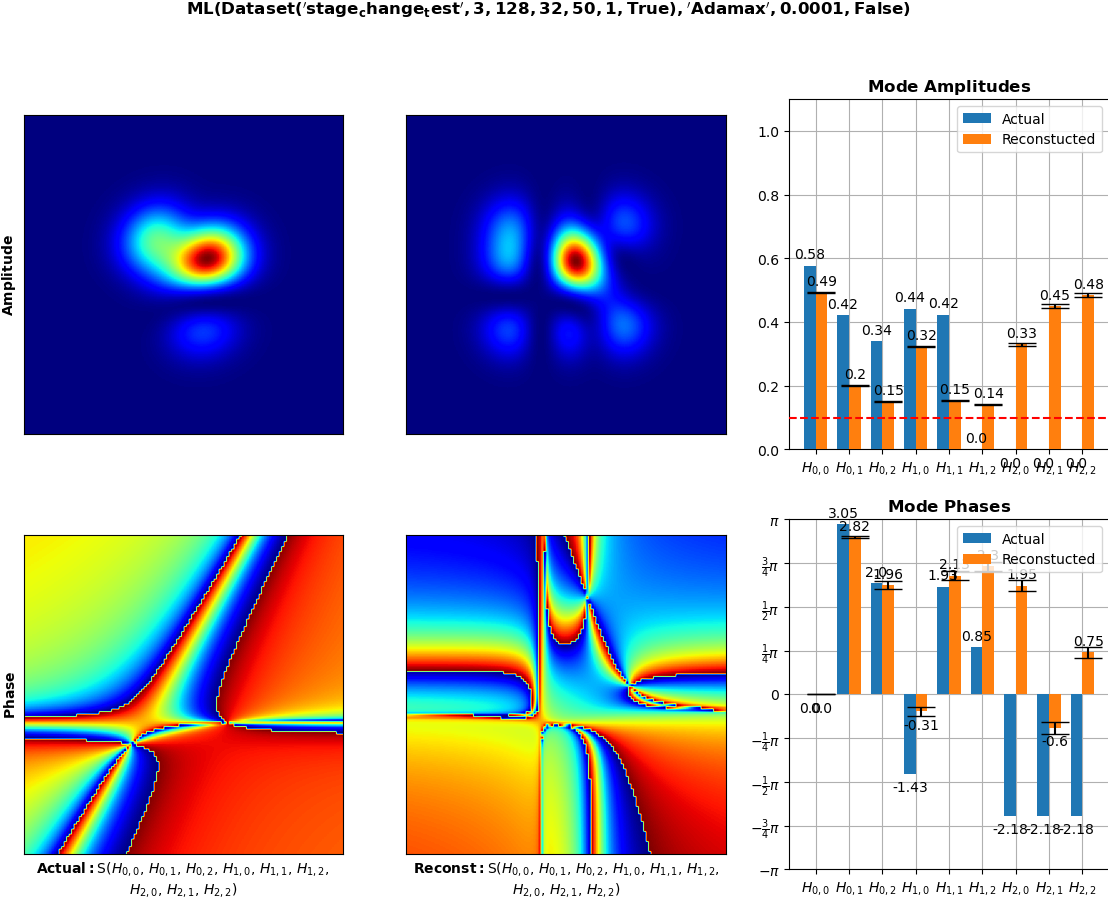 ML(Dataset('stage_change_test', 3, 128, 32, 50, 1, True), 'Adamax', 0.0001, False)
Mode Amplitudes
Amplitude
1.0
0.8
0.6
0.4
0.2
0.0
Actual
Reconstucted
0.58
0.49
0.42
0.2
0.34
0.15
0.44
0.32
0.42
0.15
0.0
0.14
0.0
0.33
0.0
0.45
0.0
0.48
H0,0 H0,1 H0,2 H1,0 H1,1 H1,2 H2,0 H2,1 H2,2
Mode Phases
Phase
π
3/4π
1/2π
1/4π
0
−1/4π
−1/2π
−3/4π
−π
Actual
Reconstucted
0.0
0.0
3.05
2.82
2.0
1.96
-1.43
-0.31
1.93
0.85
-2.18
1.95
-2.18
-0.6
-2.18
0.75
H0,0 H0,1 H0,2 H1,0 H1,1 H1,2 H2,0 H2,1 H2,2
Actual: S(H0,0, H0,1, H0,2, H1,0, H1,1, H1,2,
H2,0, H2,1, H2,2)
Reconst: S(H0,0, H0,1, H0,2, H1,0, H1,1, H1,2,
H2,0, H2,1, H2,2)